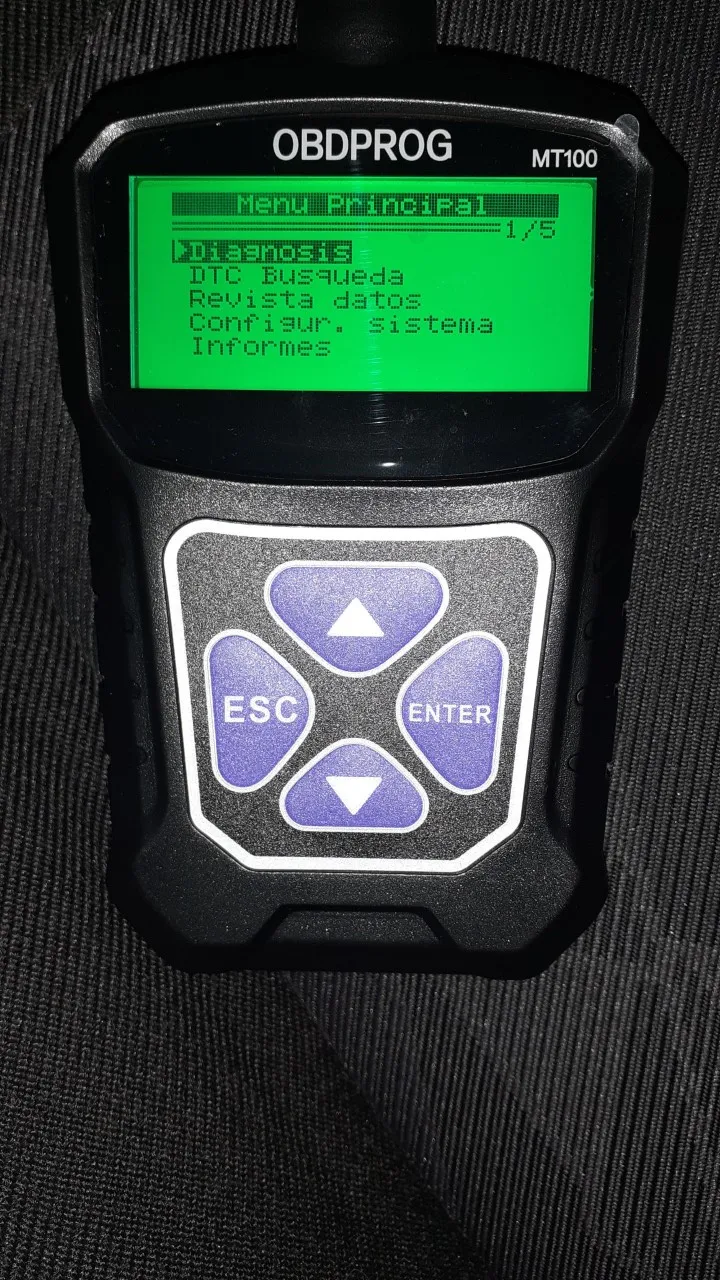 OBDPROG
MT100
Menu Principal
1/5
Diagnosis
DTC Busqueda
Revista datos
Configur. sistema
Informes
ESC
ENTER